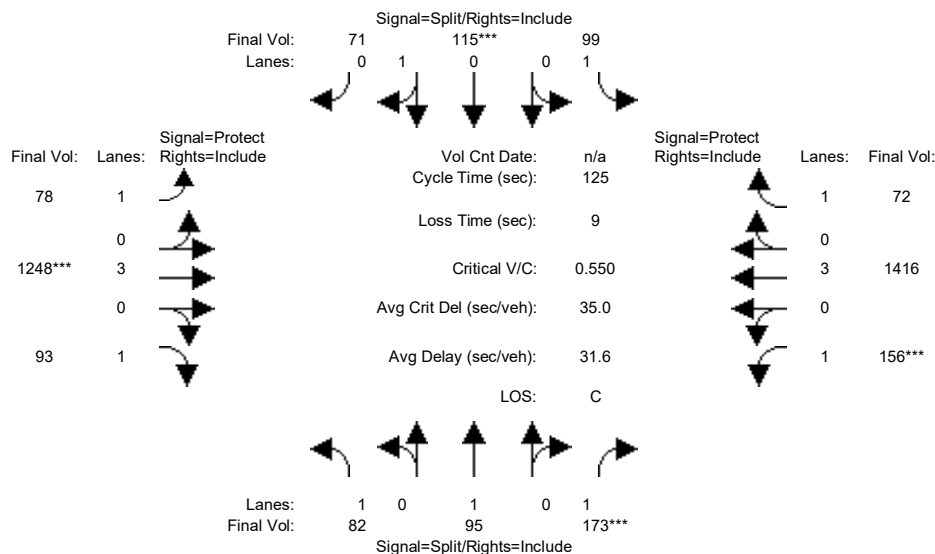 Signal=Split/Rights=Include
Final Vol: 71 115*** 99
Lanes: 0 1 0 0 1
Signal=Protect Signal=Protect
Final Vol: Lanes: Rights=Include Vol Cnt Date: n/a Rights=Include Lanes: Final Vol:
Cycle Time (sec): 125
78 1 1 72
Loss Time (sec): 9
0 0
1248*** 3 Critical V/C: 0.550 3 1416
0 Avg Crit Del (sec/veh): 35.0 0
93 1 Avg Delay (sec/veh): 31.6 1 156***
LOS: C
Lanes: 1 0 1 0 1
Final Vol: 82 95 173***
Signal=Split/Rights=Include